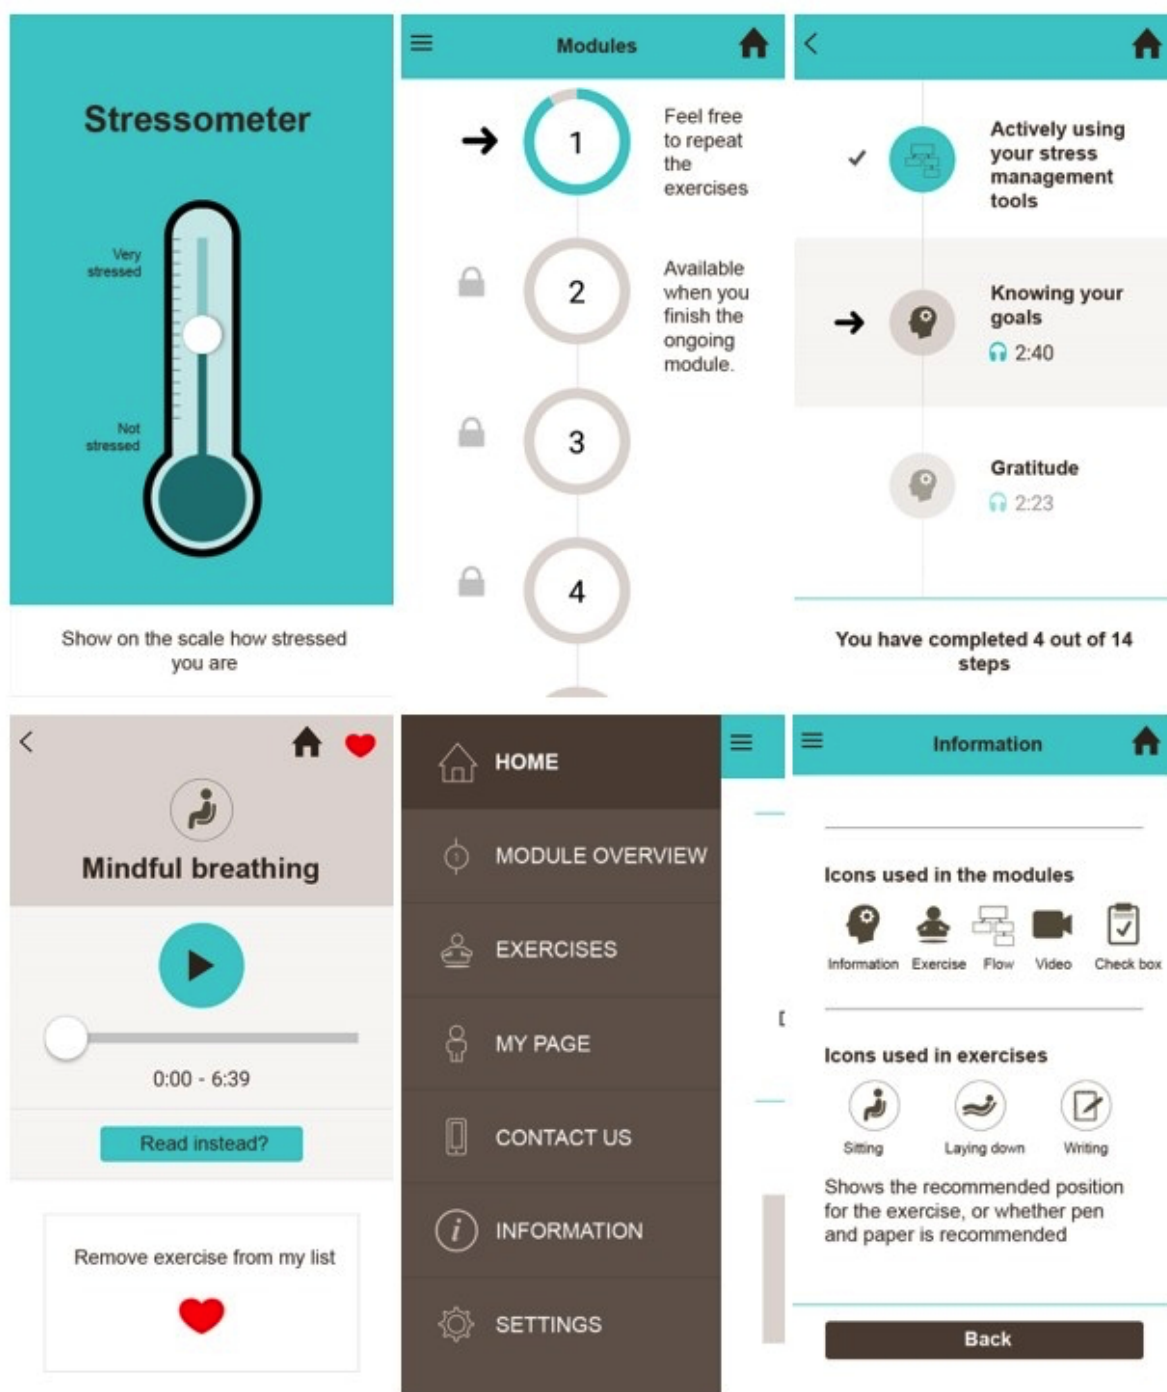 Stressometer
Very
stressed
Not
stressed
Show on the scale how stressed
you are
Modules
1
Feel free
to repeat
the
exercises
2
Available
when you
finish the
ongoing
module.
3
4
Actively using
your stress
management
tools
Knowing your
goals
2:40
Gratitude
2:23
You have completed 4 out of 14
steps
Mindful breathing
0:00 - 6:39
Read instead?
Remove exercise from my list
HOME
MODULE OVERVIEW
EXERCISES
MY PAGE
CONTACT US
INFORMATION
SETTINGS
Information
Icons used in the modules
Information Exercise Flow Video Check box
Icons used in exercises
Sitting Laying down Writing
Shows the recommended position
for the exercise, or whether pen
and paper is recommended
Back